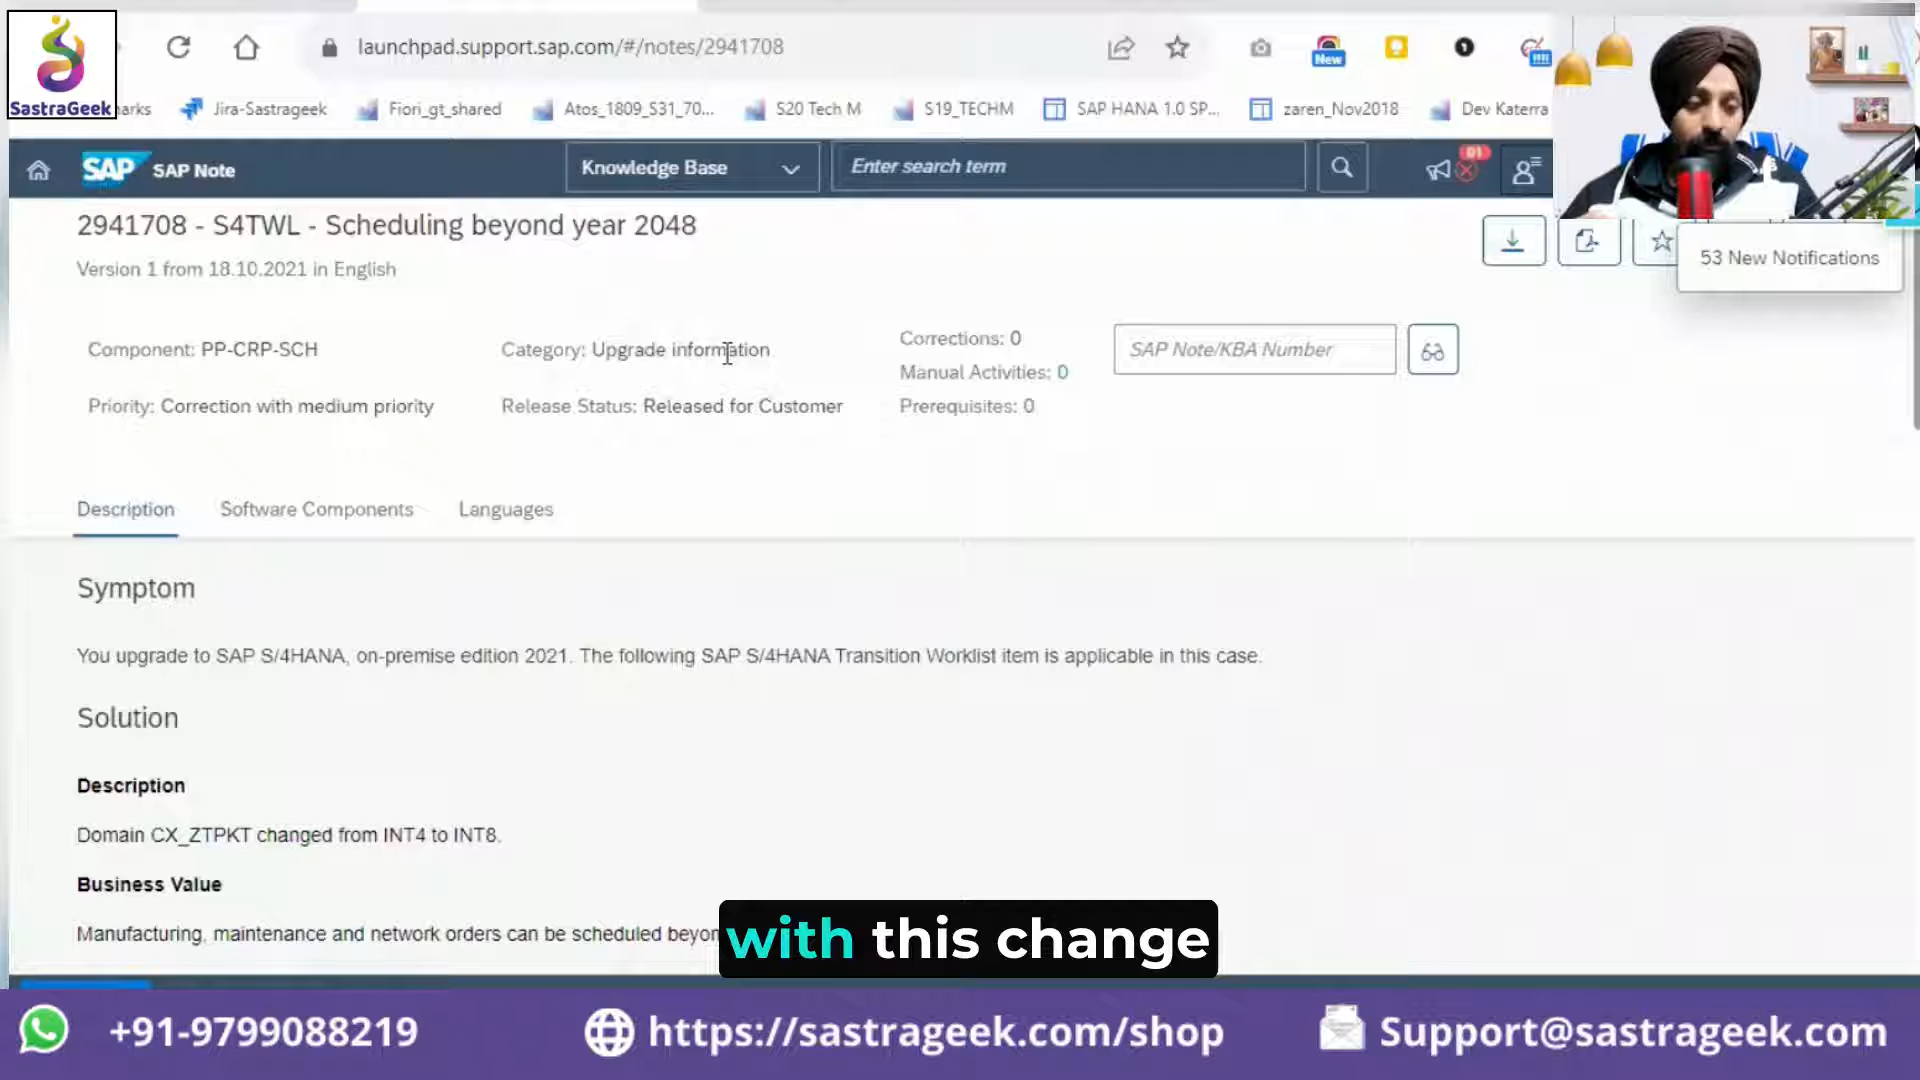 SastraGeek
launchpad.support.sap.com/#/notes/2941708
New
arks
Jira-Sastrageek
Fiori_gt_shared
Atos_1809_S31_70...
S20 Tech M
S19_TECHM
SAP HANA 1.0 SP...
zaren_Nov2018
Dev Katerra
SAP
SAP Note
Knowledge Base
Enter search term
2941708 - S4TWL - Scheduling beyond year 2048
Version 1 from 18.10.2021 in English
53 New Notifications
Component: PP-CRP-SCH
Category: Upgrade information
Corrections: 0
Manual Activities: 0
SAP Note/KBA Number
Priority: Correction with medium priority
Release Status: Released for Customer
Prerequisites: 0
Description
Software Components
Languages
Symptom
You upgrade to SAP S/4HANA, on-premise edition 2021. The following SAP S/4HANA Transition Worklist item is applicable in this case.
Solution
Description
Domain CX_ZTPKT changed from INT4 to INT8.
Business Value
Manufacturing, maintenance and network orders can be scheduled beyon
with this change
+91-9799088219
https://sastrageek.com/shop
Support@sastrageek.com